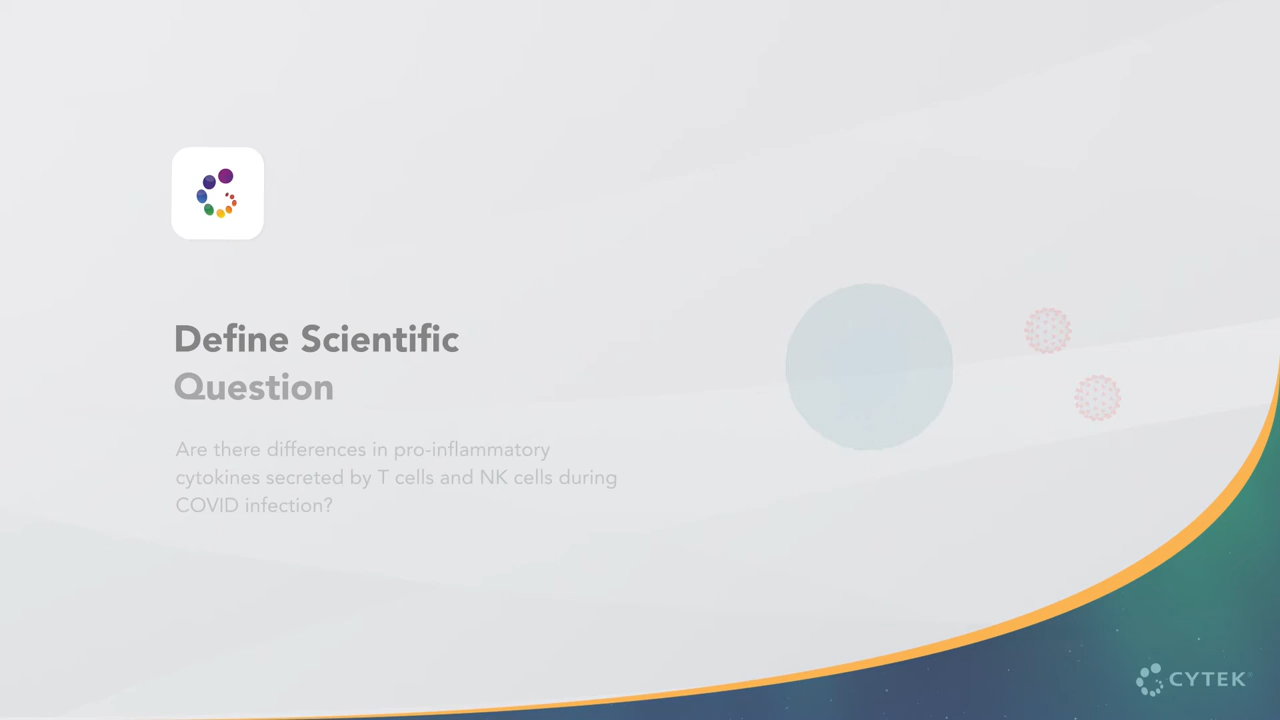 Define Scientific
Question
Are there differences in pro-inflammatory
cytokines secreted by T cells and NK cells during
COVID infection?
CYTEK